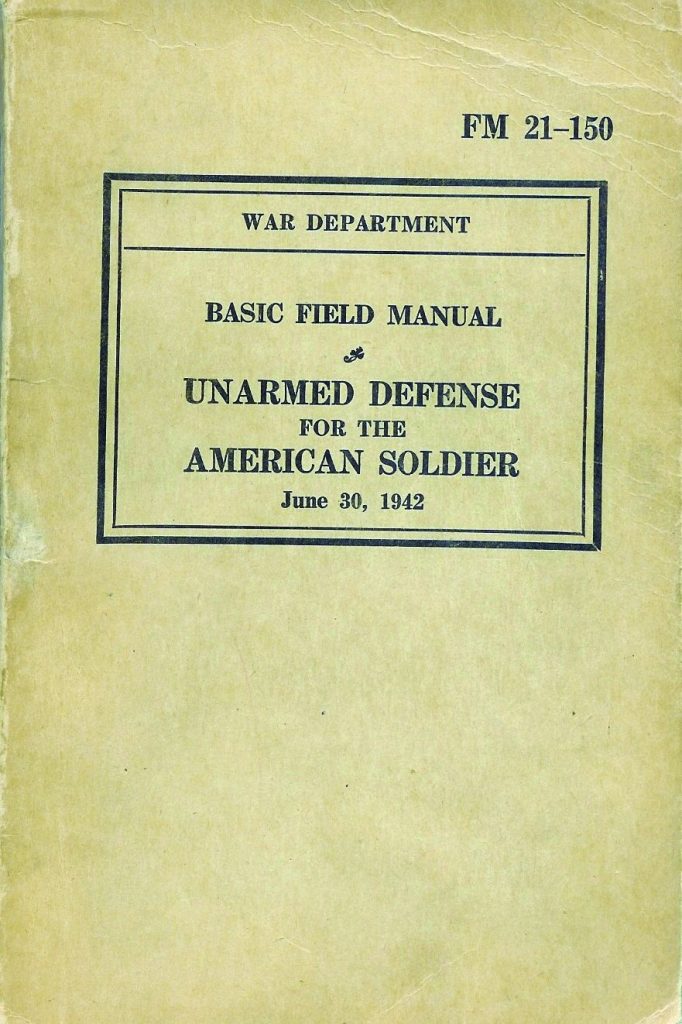 FM 21–150
WAR DEPARTMENT
BASIC FIELD MANUAL
UNARMED DEFENSE
FOR THE
AMERICAN SOLDIER
June 30, 1942